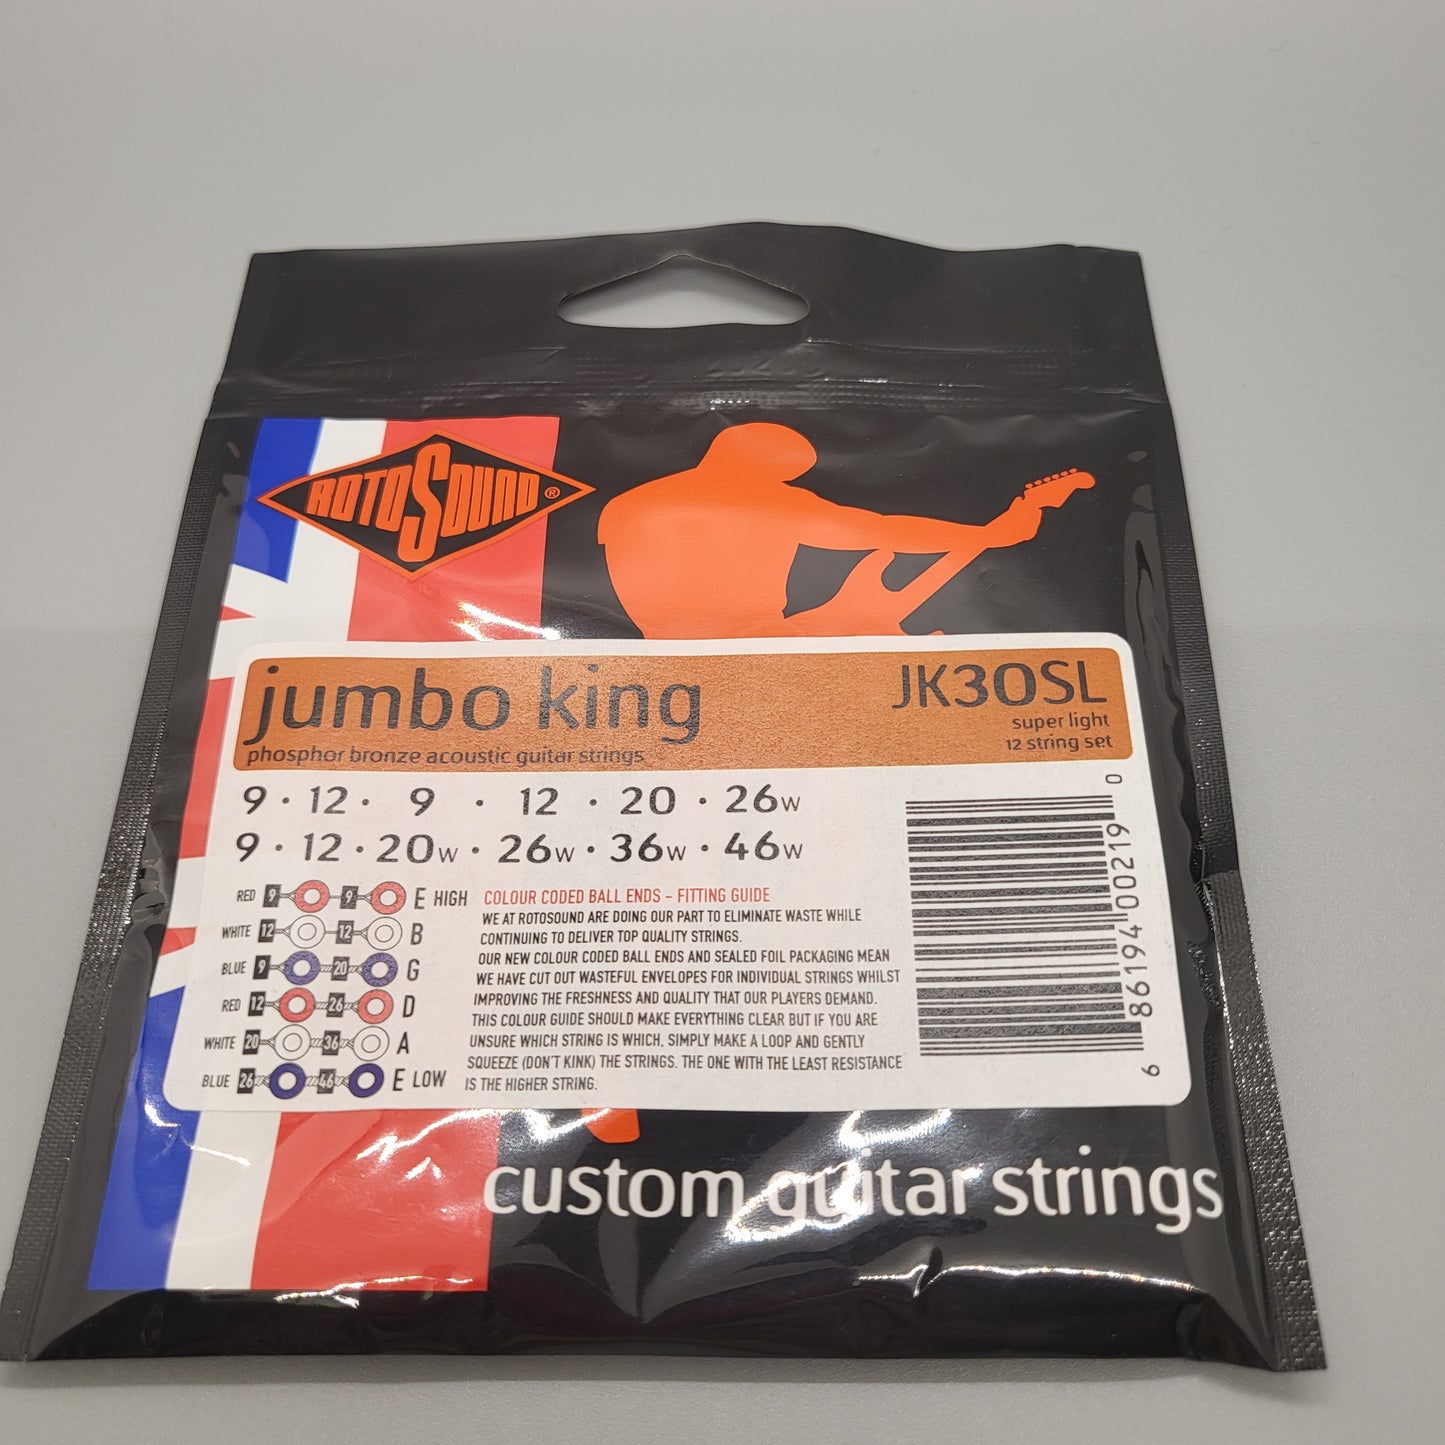 ROTOSOUND®
jumbo king
phosphor bronze acoustic guitar strings
JK30SL
super light
12 string set
9 · 12 · 9 · 12 · 20 · 26w
9 · 12 · 20w · 26w · 36w · 46w
RED 9 9 E HIGH
WHITE 12 12 B
BLUE 9 20 G
RED 12 26 D
WHITE 20 36 A
BLUE 26 46 E LOW
COLOUR CODED BALL ENDS - FITTING GUIDE
WE AT ROTOSOUND ARE DOING OUR PART TO ELIMINATE WASTE WHILE
CONTINUING TO DELIVER TOP QUALITY STRINGS.
OUR NEW COLOUR CODED BALL ENDS AND SEALED FOIL PACKAGING MEAN
WE HAVE CUT OUT WASTEFUL ENVELOPES FOR INDIVIDUAL STRINGS WHILST
IMPROVING THE FRESHNESS AND QUALITY THAT OUR PLAYERS DEMAND.
THIS COLOUR GUIDE SHOULD MAKE EVERYTHING CLEAR BUT IF YOU ARE
UNSURE WHICH STRING IS WHICH, SIMPLY MAKE A LOOP AND GENTLY
SQUEEZE (DON'T KINK) THE STRINGS. THE ONE WITH THE LEAST RESISTANCE
IS THE HIGHER STRING.
6 86194 00219 0
custom guitar strings